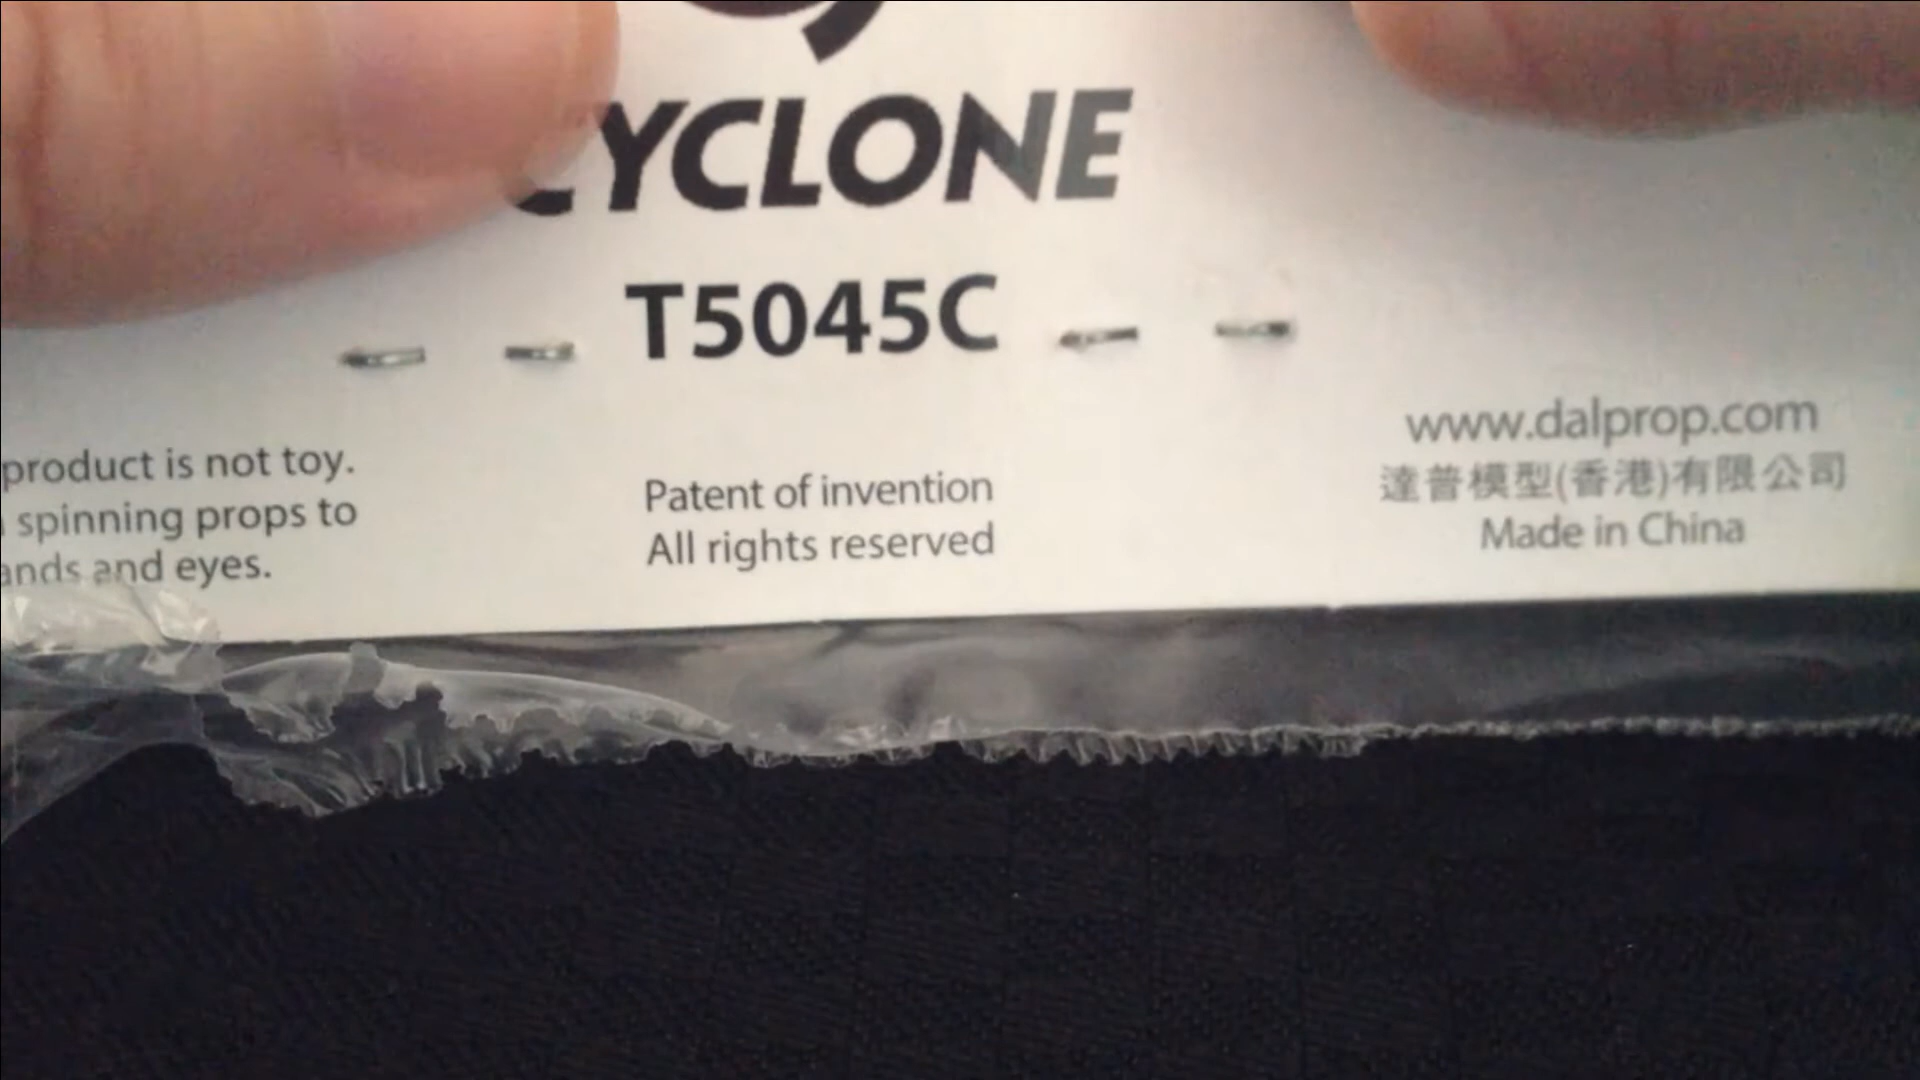 CYCLONE
T5045C
product is not toy.
spinning props to
ands and eyes.
Patent of invention
All rights reserved
www.dalprop.com
達普模型(香港)有限公司
Made in China